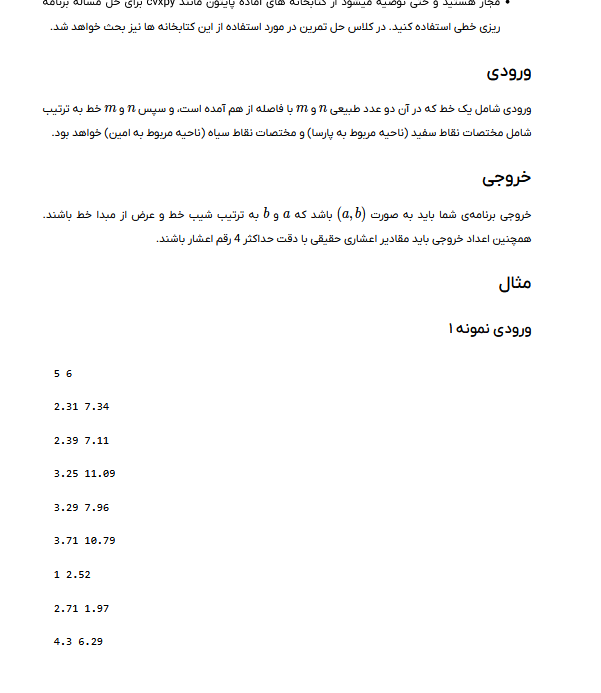 مجاز هستید و حتی توصیه میشود از کتابخانه های آماده پایتون مانند cvxpy برای حل مساله برنامه
ریزی خطی استفاده کنید. در کلاس حل تمرین در مورد استفاده از این کتابخانه ها نیز بحث خواهد شد.
ورودی
ورودی شامل یک خط که در آن دو عدد طبیعی n و m با فاصله از هم آمده است، و سپس n و m خط به ترتیب
شامل مختصات نقاط سفید (ناحیه مربوط به پارسا) و مختصات نقاط سیاه (ناحیه مربوط به امین) خواهد بود.
خروجی
خروجی برنامه‌ی شما باید به صورت (a, b) باشد که a و b به ترتیب شیب خط و عرض از مبدا خط باشند.
همچنین اعداد خروجی باید مقادیر اعشاری حقیقی با دقت حداکثر 4 رقم اعشار باشند.
مثال
ورودی نمونه ۱
5 6
2.31 7.34
2.39 7.11
3.25 11.09
3.29 7.96
3.71 10.79
1 2.52
2.71 1.97
4.3 6.29